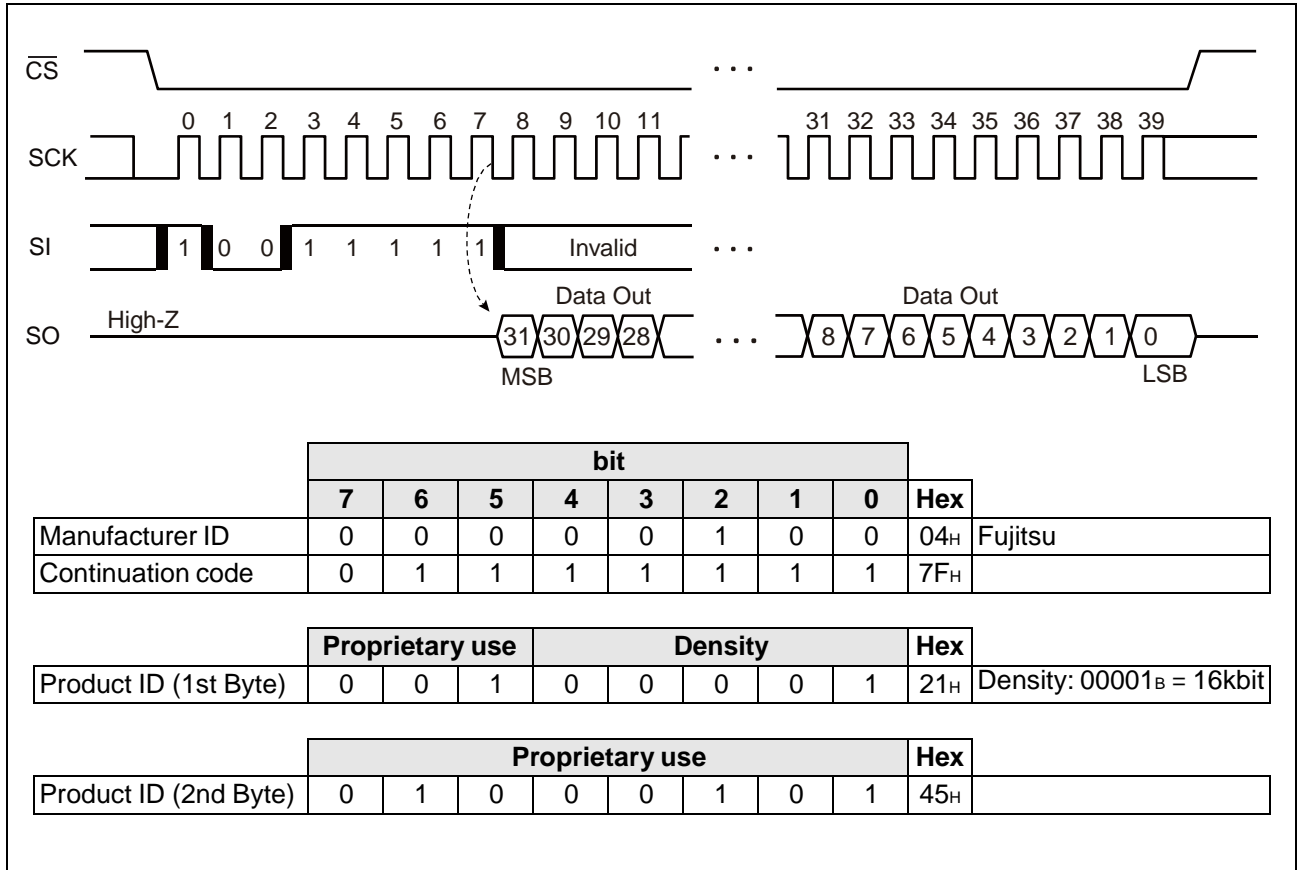 CS
0 1 2 3 4 5 6 7 8 9 10 11 31 32 33 34 35 36 37 38 39
SCK
SI 1 0 0 1 1 1 1 1 Invalid
Data Out Data Out
High-Z
SO 31 30 29 28 8 7 6 5 4 3 2 1 0
MSB LSB
bit
7 6 5 4 3 2 1 0 Hex
Manufacturer ID 0 0 0 0 0 1 0 0 04H Fujitsu
Continuation code 0 1 1 1 1 1 1 1 7FH
Proprietary use Density Hex
Product ID (1st Byte) 0 0 1 0 0 0 0 1 21H Density: 00001B = 16kbit
Proprietary use Hex
Product ID (2nd Byte) 0 1 0 0 0 1 0 1 45H